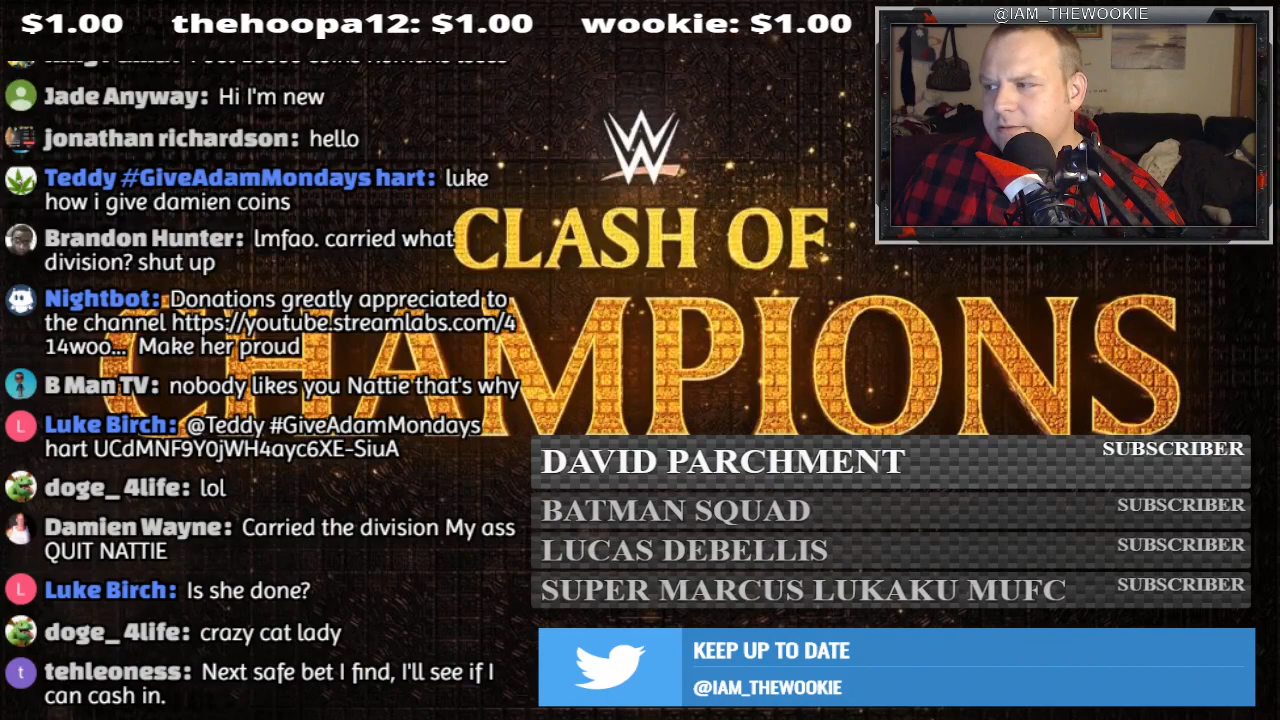 $1.00 thehoopa12: $1.00 wookie: $1.00
@IAM_THEWOOKIE
Jade Anyway: Hi I'm new
jonathan richardson: hello
Teddy #GiveAdamMondays hart: luke
how i give damien coins
Brandon Hunter: lmfao. carried what
division? shut up
Nightbot: Donations greatly appreciated to
the channel https://youtube.streamlabs.com/4
14woo... Make her proud
B Man TV: nobody likes you Nattie that's why
Luke Birch: @Teddy #GiveAdamMondays
hart UCdMNF9Y0jWH4ayc6XE-SiuA
doge_4life: lol
Damien Wayne: Carried the division My ass
QUIT NATTIE
Luke Birch: Is she done?
doge_4life: crazy cat lady
tehleoness: Next safe bet I find, I'll see if I
can cash in.
W
CLASH OF
CHAMPIONS
DAVID PARCHMENT SUBSCRIBER
BATMAN SQUAD SUBSCRIBER
LUCAS DEBELLIS SUBSCRIBER
SUPER MARCUS LUKAKU MUFC SUBSCRIBER
KEEP UP TO DATE
@IAM_THEWOOKIE